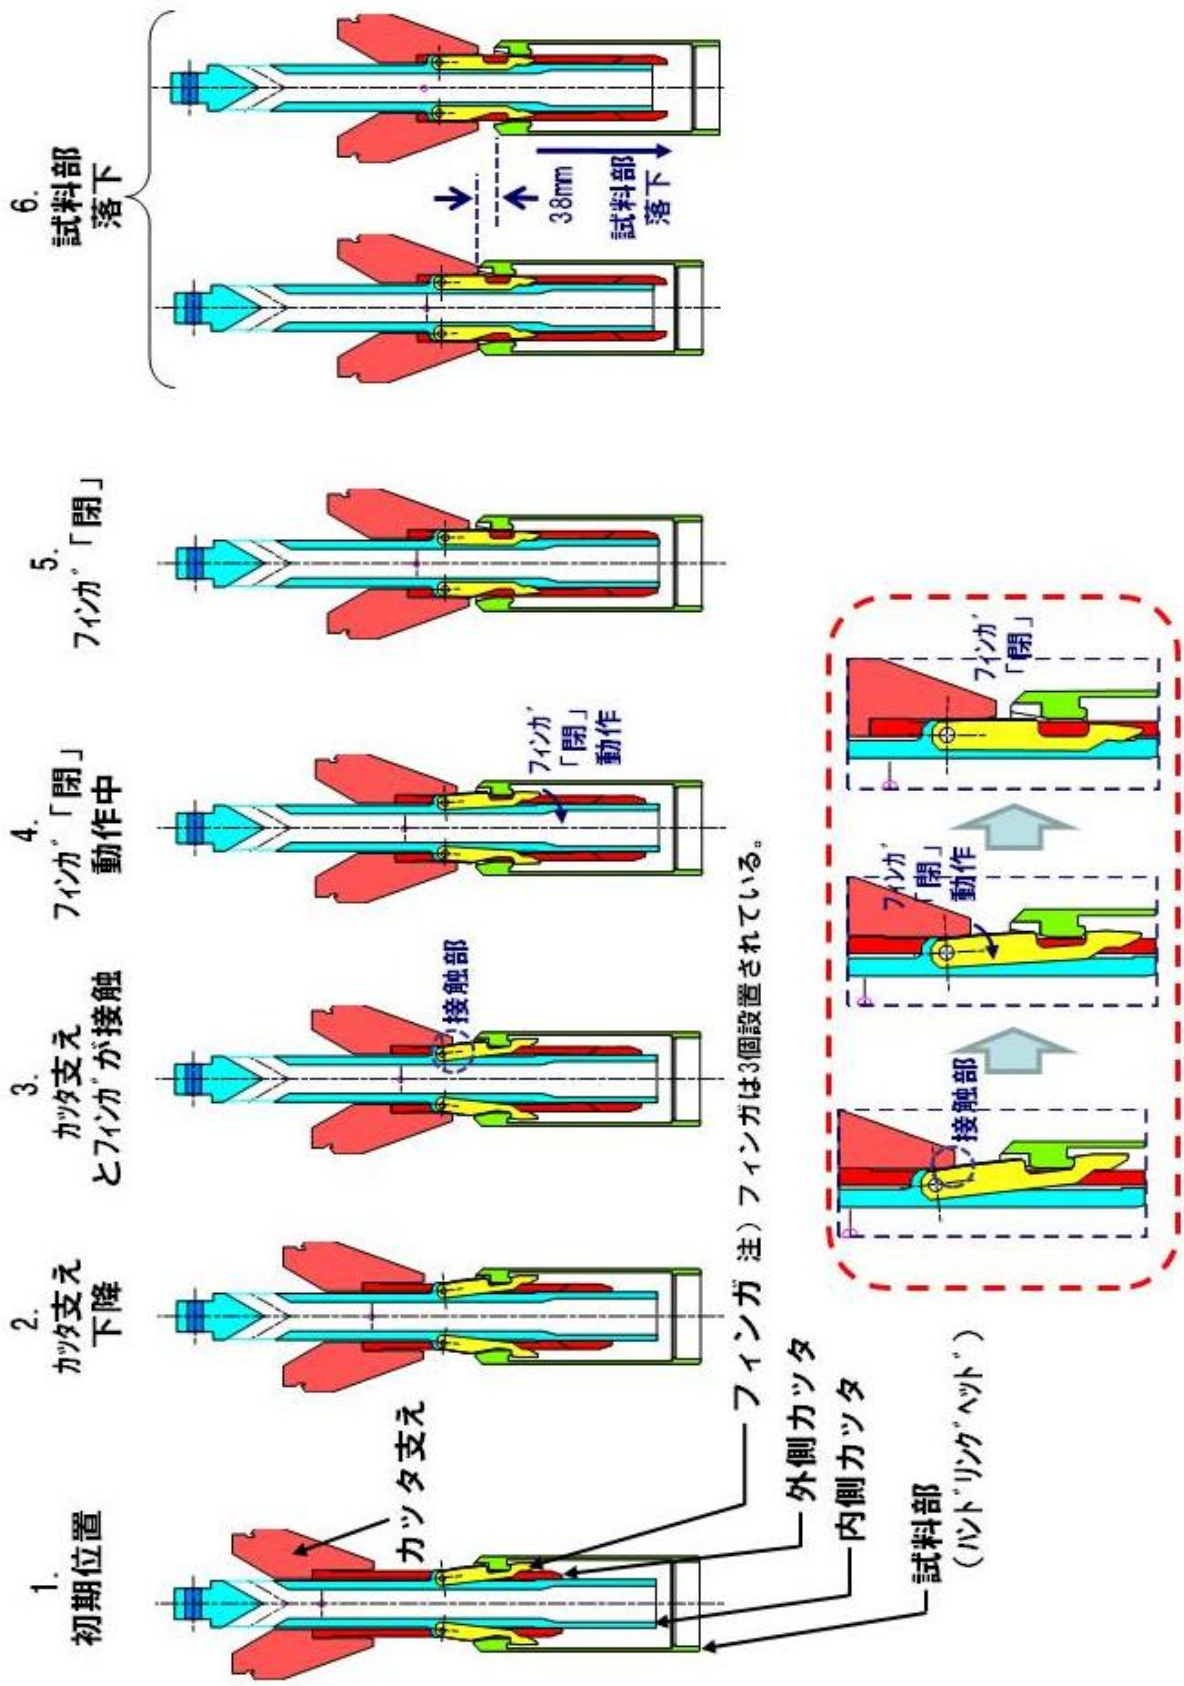 1.
初期位置
2.
カッタ支え
下降
3.
カッタ支え
とフィンガが接触
4.
フィンガ「閉」
動作中
5.
フィンガ「閉」
6.
試料部
落下
カッタ支え
接触部
フィンガ
「閉」
動作
38mm
試料部
落下
フィンガ 注）フィンガは3個設置されている。
外側カッタ
内側カッタ
試料部
（ハンドリングヘッド）
接触部
フィンガ
「閉」
動作
フィンガ
「閉」